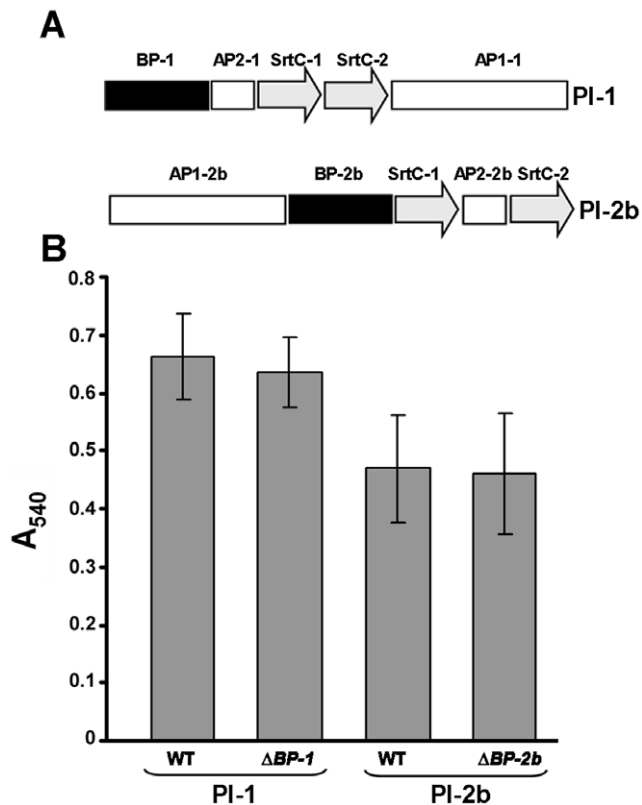 A
BP-1 AP2-1 SrtC-1 SrtC-2 AP1-1
PI-1
AP1-2b BP-2b SrtC-1 AP2-2b SrtC-2
PI-2b
B
0.8
0.7
0.6
0.5
0.4
0.3
0.2
0.1
0
A540
WT ΔBP-1 WT ΔBP-2b
PI-1 PI-2b